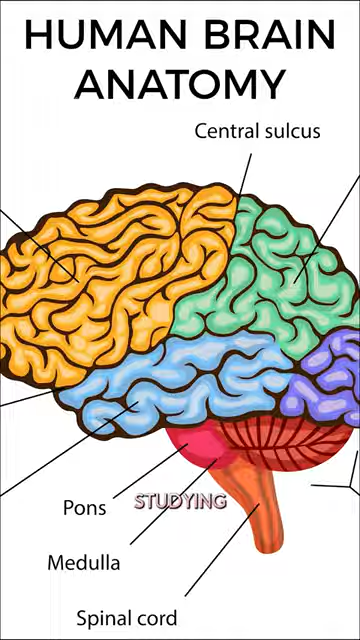 HUMAN BRAIN
ANATOMY
Central sulcus
Pons
STUDYING
Medulla
Spinal cord